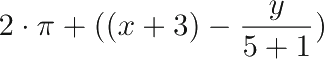 2 · π + ((x + 3) − y/(5 + 1))